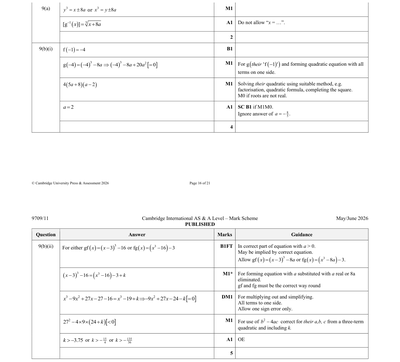 9(a) y³ = x ± 8a or x³ = y ± 8a M1
[g⁻¹(x)] = ∛(x + 8a) A1 Do not allow "x = …".
2
9(b)(i) f(−1) = −4 B1
g(−4) = (−4)³ − 8a ⇒ (−4)³ − 8a + 20a² [= 0] M1 For g(their 'f(−1)') and forming quadratic equation with all
terms on one side.
4(5a + 8)(a − 2) M1 Solving their quadratic using suitable method, e.g.
factorisation, quadratic formula, completing the square.
M0 if roots are not real.
a = 2 A1 SC B1 if M1M0.
Ignore answer of
4
© Cambridge University Press & Assessment 2026 Page 16 of 21
9709/11 Cambridge International AS & A Level – Mark Scheme May/June 2026
PUBLISHED
Question Answer Marks Guidance
9(b)(ii) For either gf(x) = (x − 3)³ − 16 or fg(x) = (x³ − 16) − 3 B1FT In correct part of equation with a =
May be implied by correct equation.
Allow gf(x) = (x − 3)³ − 8a or fg(x) = (x³ − 8a) − 3.
(x − 3)³ − 16 = (x³ − 16) − 3 + k M1* For forming equation with a substituted with a real or 8a
eliminated.
gf and fg must be the correct way round
x³ − 9x² + 27x − 27 − 16 = x³ − 19 + k ⇒ −9x² + 27x − 24 − k [= 0] DM1 For multiplying out and simplifying.
All terms to one side.
Allow one sign error only.
27² − 4 × 9 × (24 + k) [< 0] M1 For use of b² − 4ac correct for their a, b, c from a three-term
quadratic and including k.
k > −3.75 or k > or k > A1 OE
5